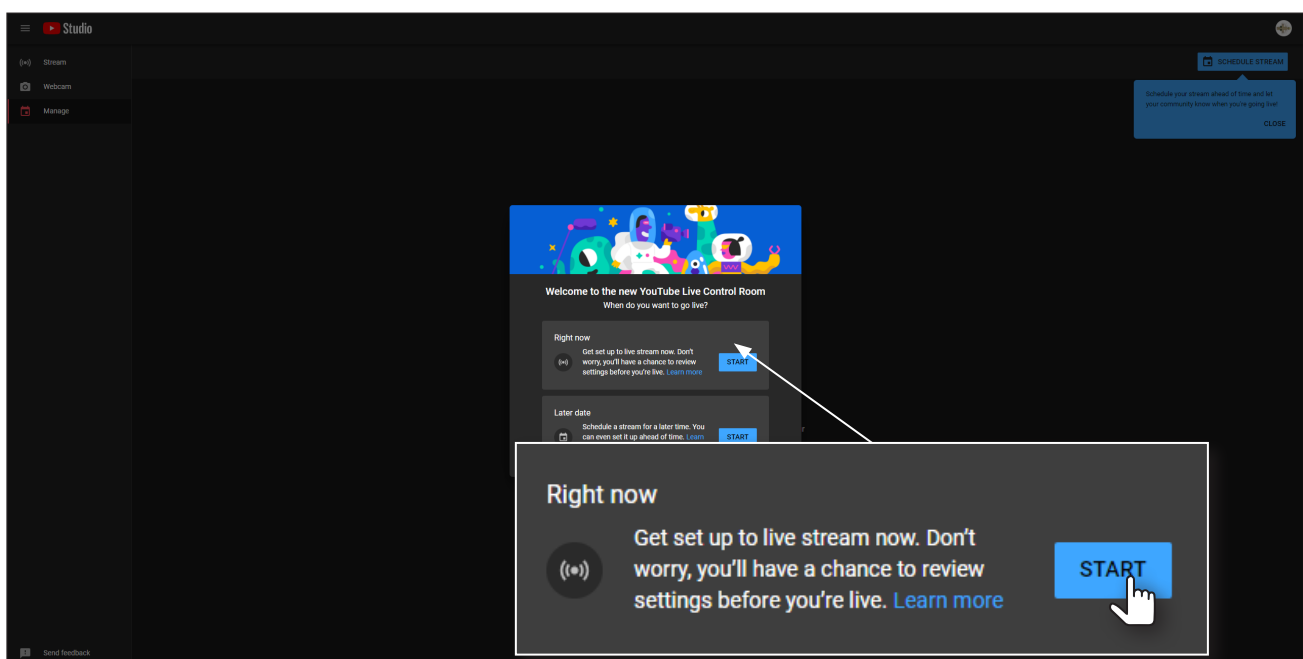 Studio
Stream
SCHEDULE STREAM
Webcam
Schedule your stream ahead of time and let
your community know when you're going live!
Manage
CLOSE
Welcome to the new YouTube Live Control Room
When do you want to go live?
Right now
Get set up to live stream now. Don't
worry, you'll have a chance to review
settings before you're live. Learn more
START
Later date
Schedule a stream for a later time. You
can even set it up ahead of time. Learn
START
Right now
Get set up to live stream now. Don't
worry, you'll have a chance to review
settings before you're live. Learn more
START
Send feedback